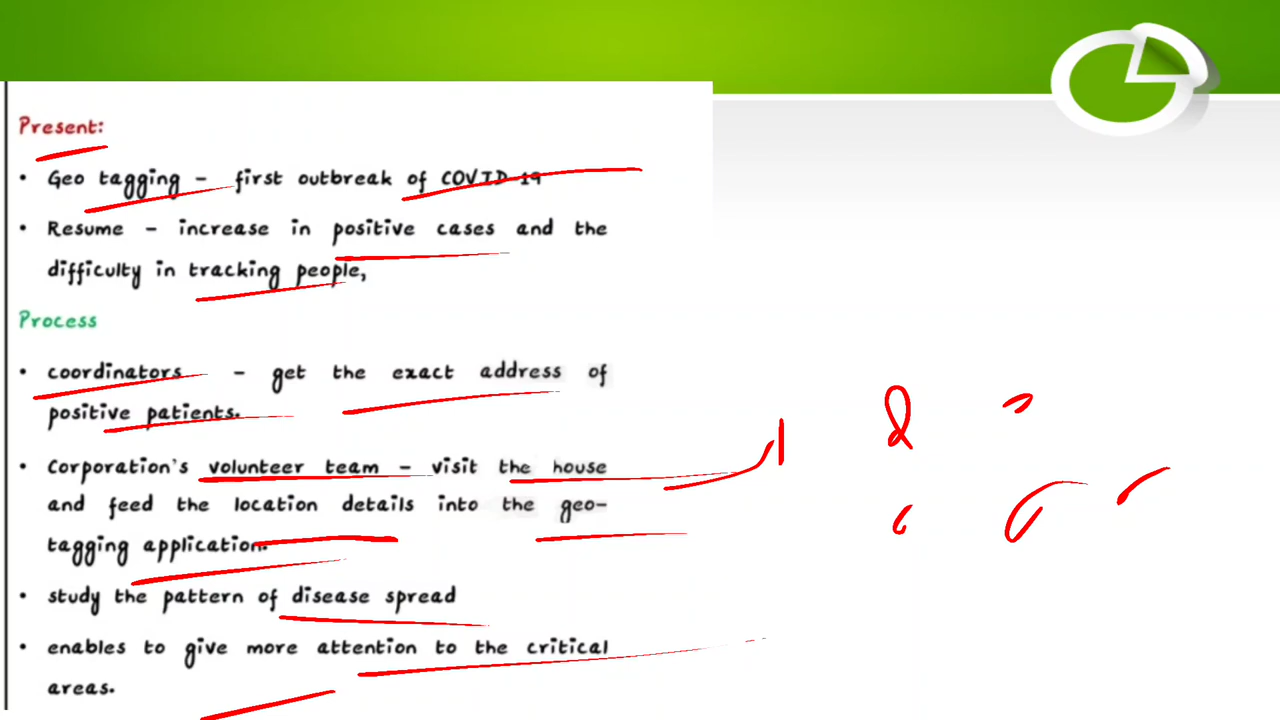 Present:
• Geo tagging – first outbreak of COVID-19
• Resume – increase in positive cases and the
difficulty in tracking people,
Process
• coordinators – get the exact address of
positive patients.
• Corporation's volunteer team – visit the house
and feed the location details into the geo-
tagging application.
• study the pattern of disease spread
• enables to give more attention to the critical
areas.